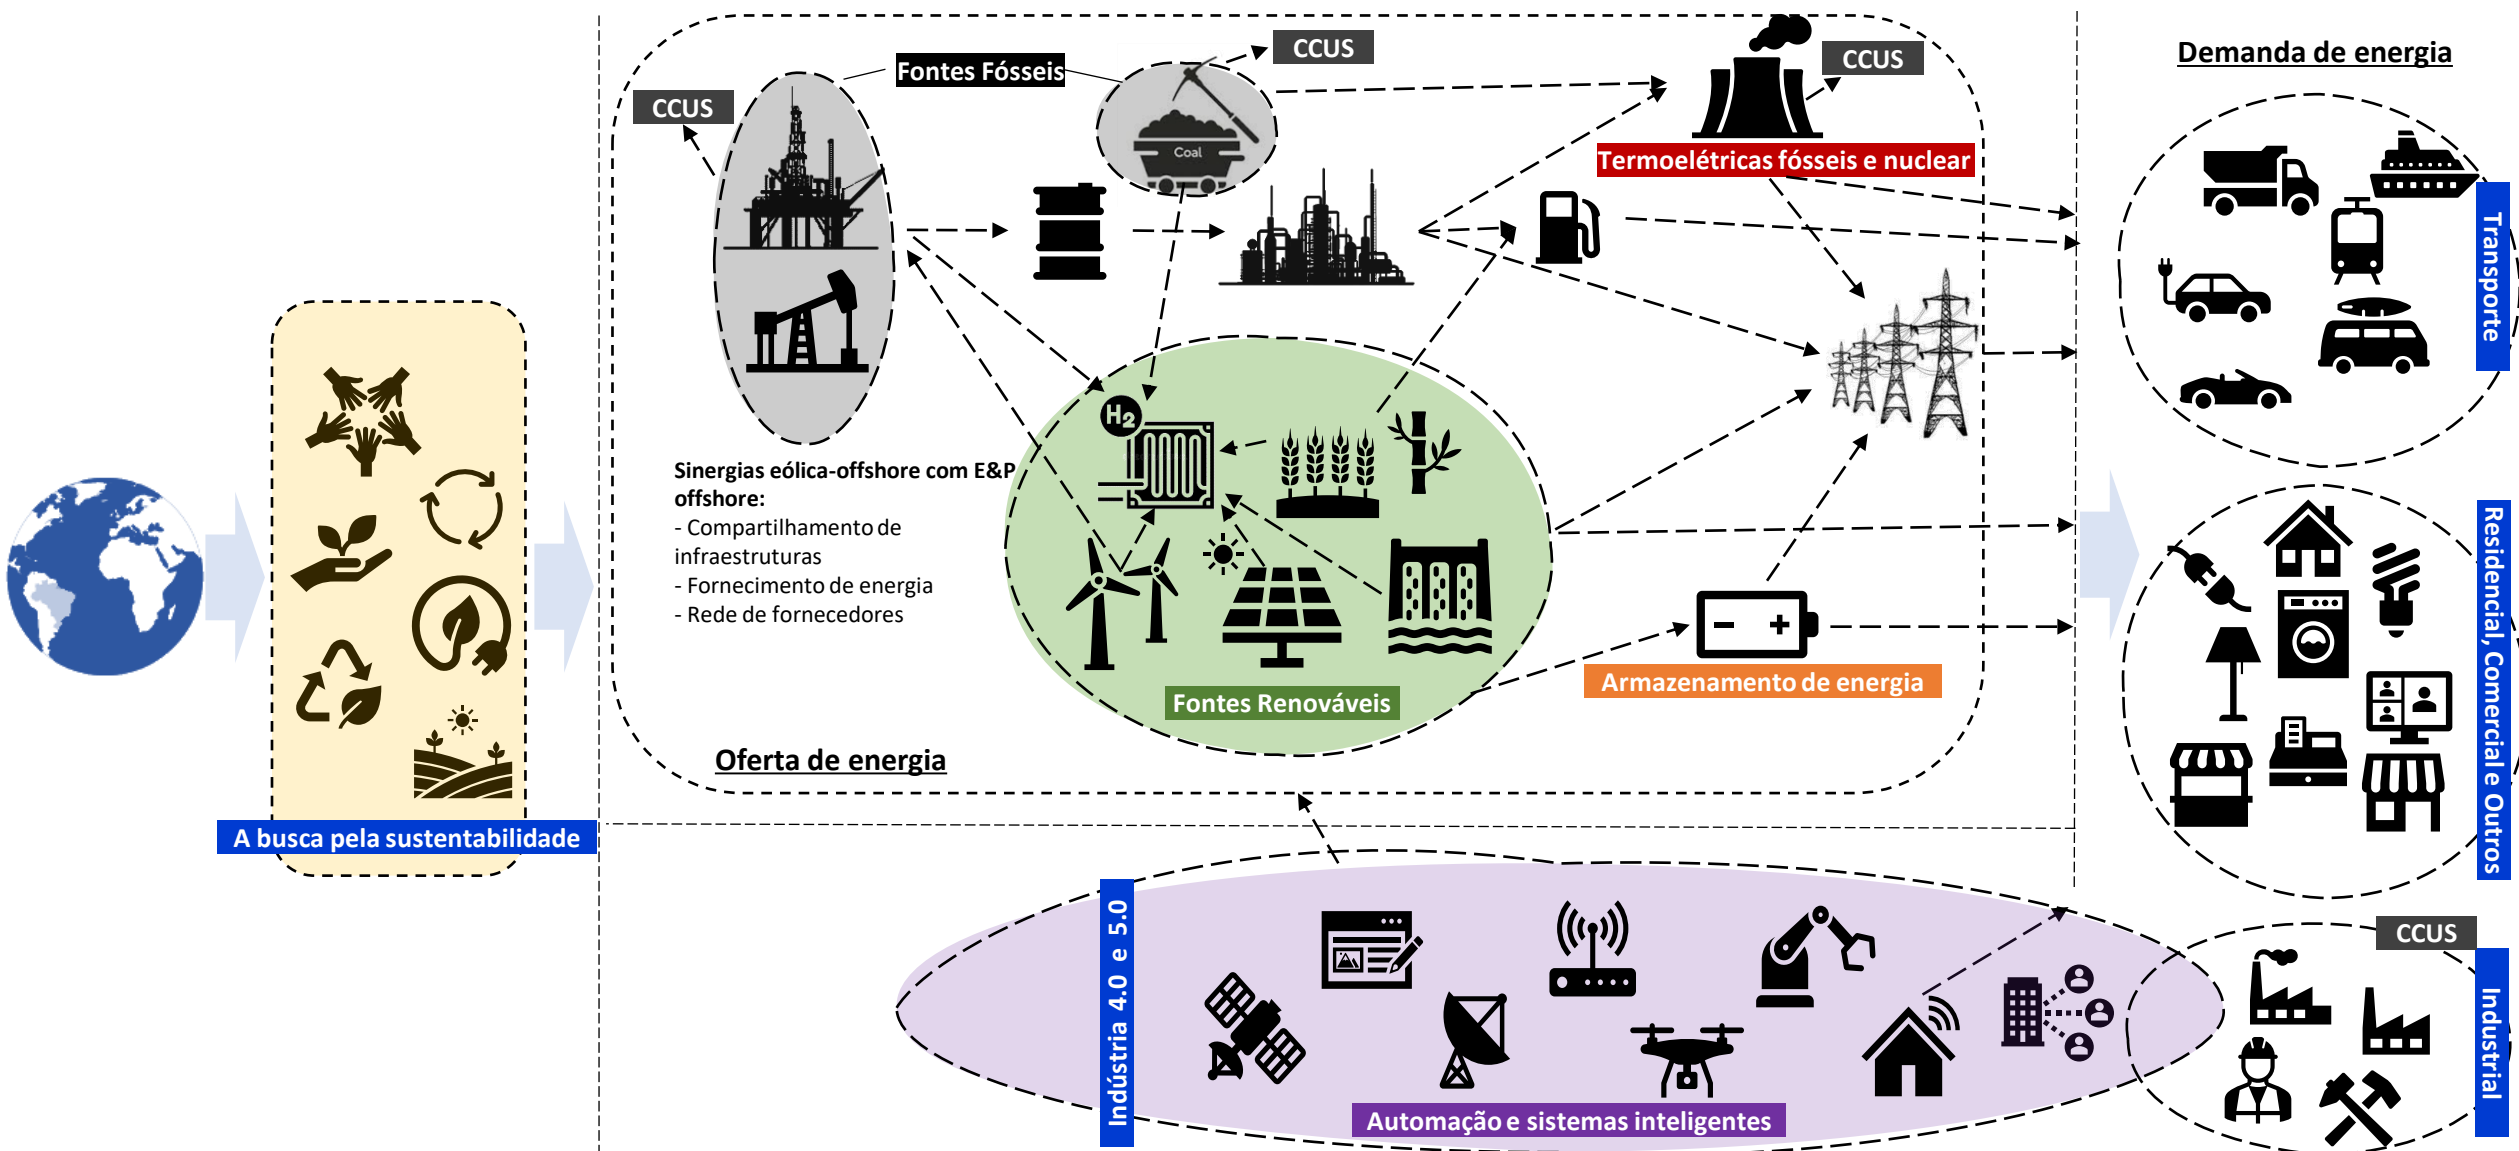 CCUS
Fontes Fósseis
CCUS
CCUS
Demanda de energia
Coal
Termoelétricas fósseis e nuclear
Transporte
H2
Sinergias eólica-offshore com E&P
offshore:
- Compartilhamento de
infraestruturas
- Fornecimento de energia
- Rede de fornecedores
Fontes Renováveis
Armazenamento de energia
Oferta de energia
Residencial, Comercial e Outros
A busca pela sustentabilidade
Indústria 4.0 e 5.0
Automação e sistemas inteligentes
CCUS
Industrial